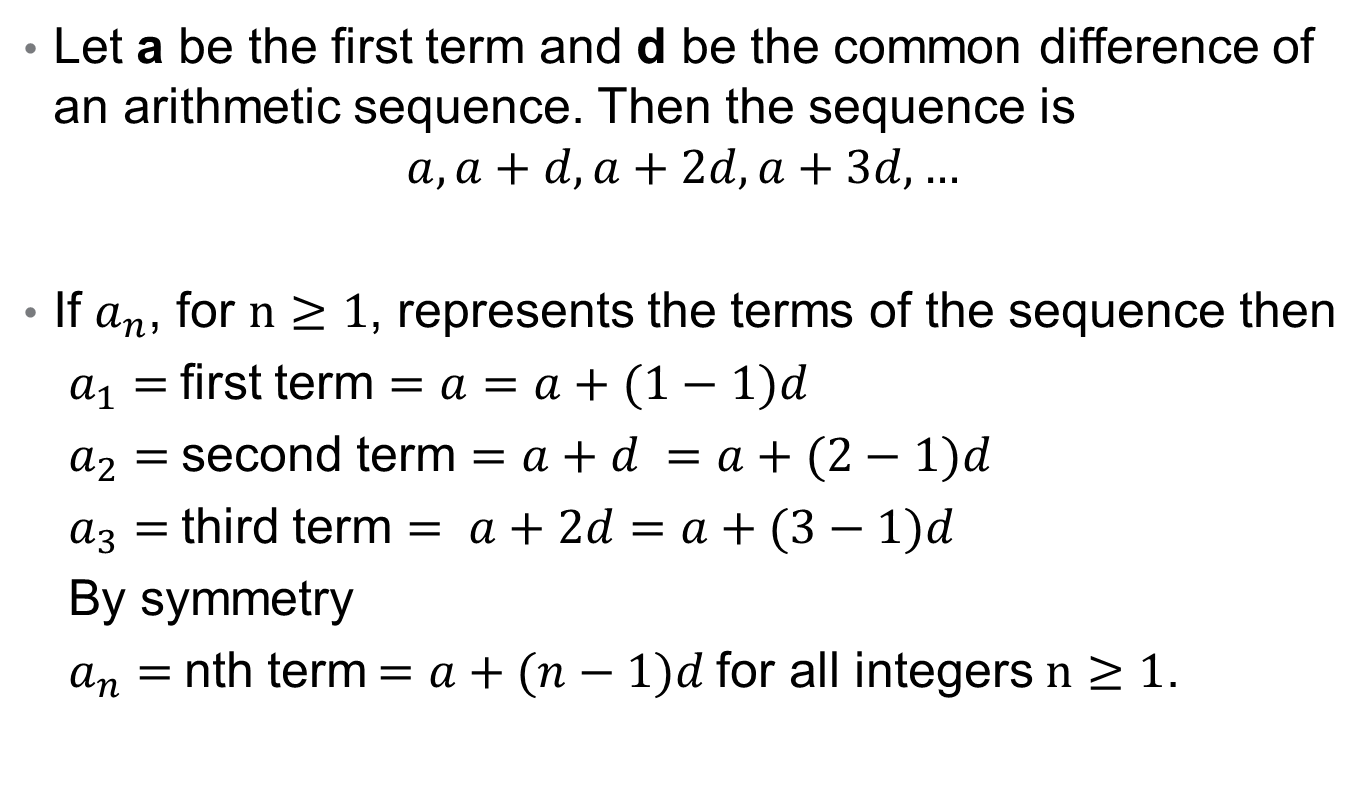 • Let a be the first term and d be the common difference of
an arithmetic sequence. Then the sequence is
a, a + d, a + 2d, a + 3d, ...
• If aₙ, for n ≥ 1, represents the terms of the sequence then
a₁ = first term = a = a + (1 − 1)d
a₂ = second term = a + d = a + (2 − 1)d
a₃ = third term = a + 2d = a + (3 − 1)d
By symmetry
aₙ = nth term = a + (n − 1)d for all integers n ≥ 1.